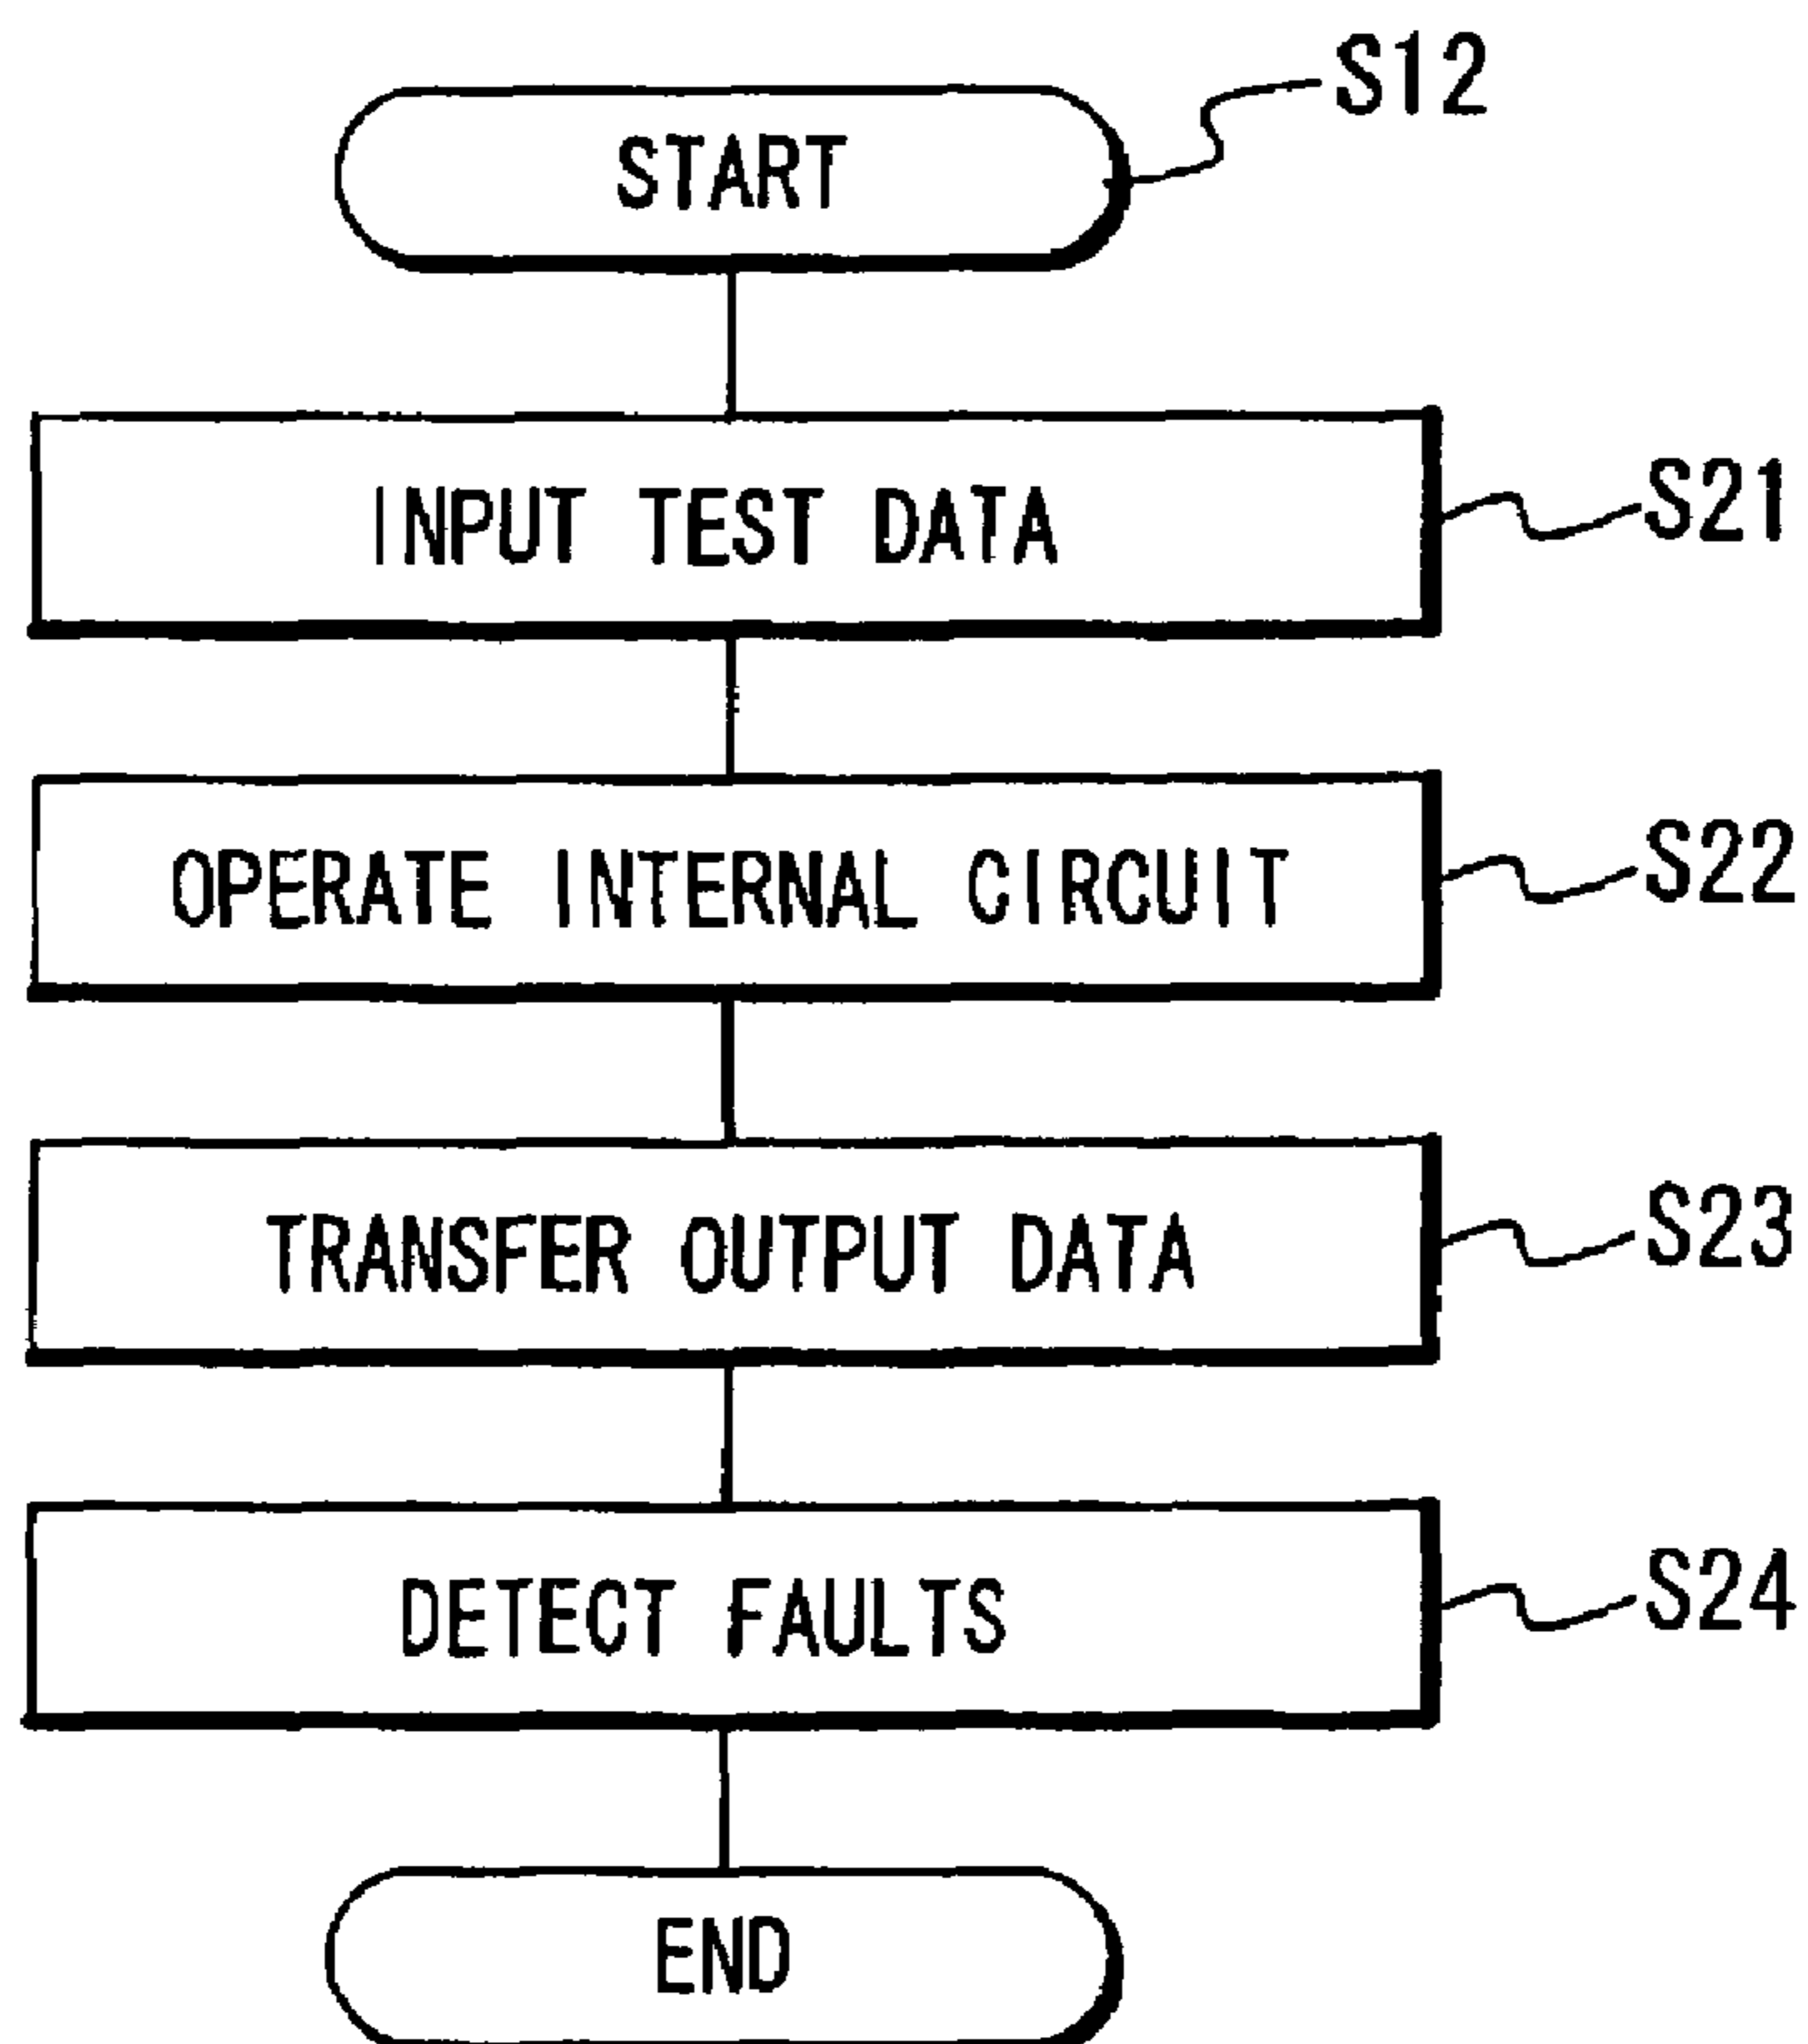 S12
START
INPUT TEST DATA
S21
OPERATE INTERNAL CIRCUIT
S22
TRANSFER OUTPUT DATA
S23
DETECT FAULTS
S24
END